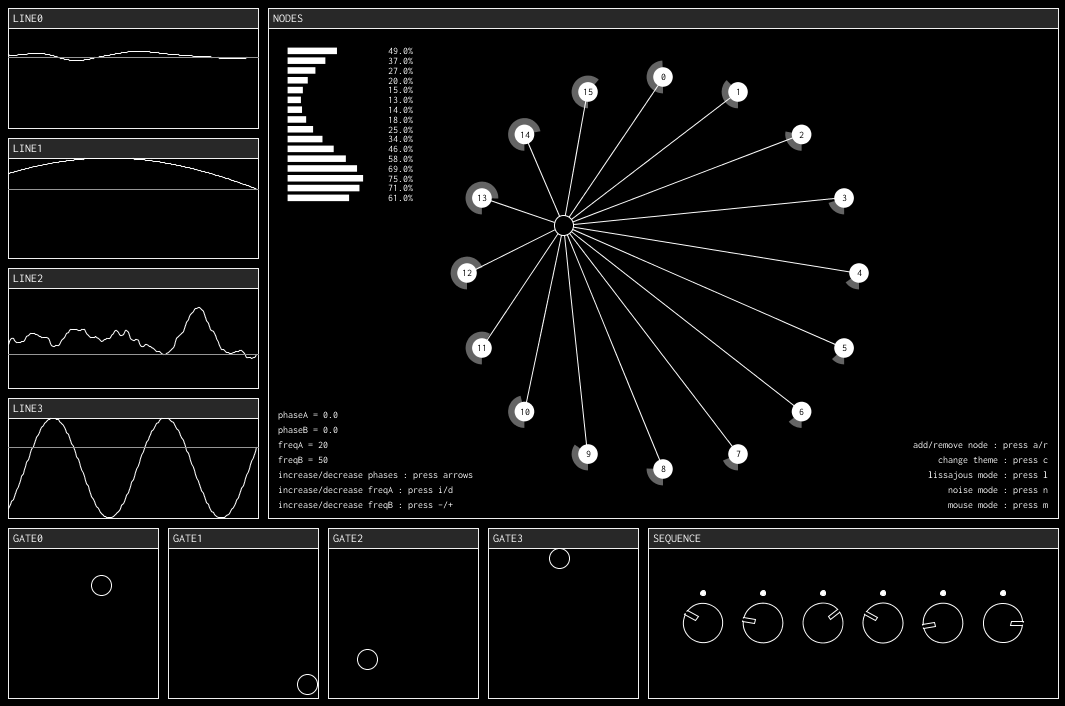 LINE0
LINE1
LINE2
LINE3
NODES
49.0%
37.0%
27.0%
20.0%
15.0%
13.0%
14.0%
18.0%
25.0%
34.0%
46.0%
58.0%
69.0%
75.0%
71.0%
61.0%
0
1
2
3
4
5
6
7
8
9
10
11
12
13
14
15
phaseA = 0.0
phaseB = 0.0
freqA = 20
freqB = 50
increase/decrease phases : press arrows
increase/decrease freqA : press i/d
increase/decrease freqB : press -/+
add/remove node : press a/r
change theme : press c
lissajous mode : press l
noise mode : press n
mouse mode : press m
GATE0
GATE1
GATE2
GATE3
SEQUENCE